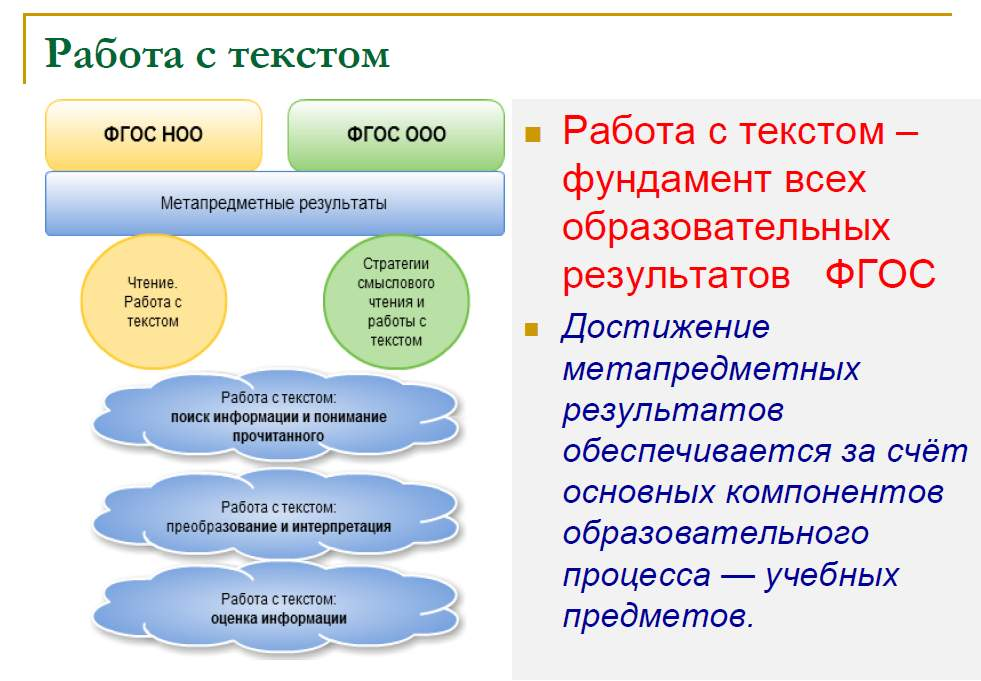 Работа с текстом
ФГОС НОО
ФГОС ООО
Метапредметные результаты
Чтение.
Работа с
текстом
Стратегии
смыслового
чтения и
работы с
текстом
Работа с текстом:
поиск информации и понимание
прочитанного
Работа с текстом:
преобразование и интерпретация
Работа с текстом:
оценка информации
Работа с текстом –
фундамент всех
образовательных
результатов ФГОС
Достижение
метапредметных
результатов
обеспечивается за счёт
основных компонентов
образовательного
процесса — учебных
предметов.